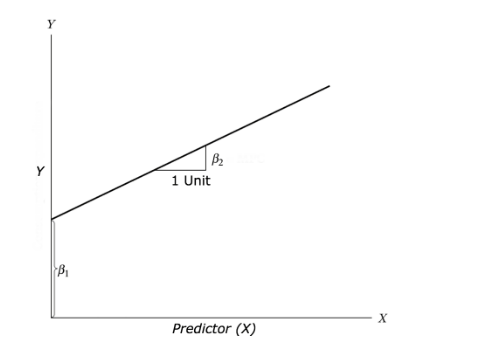 Y
Y
β₂
1 Unit
β₁
X
Predictor (X)